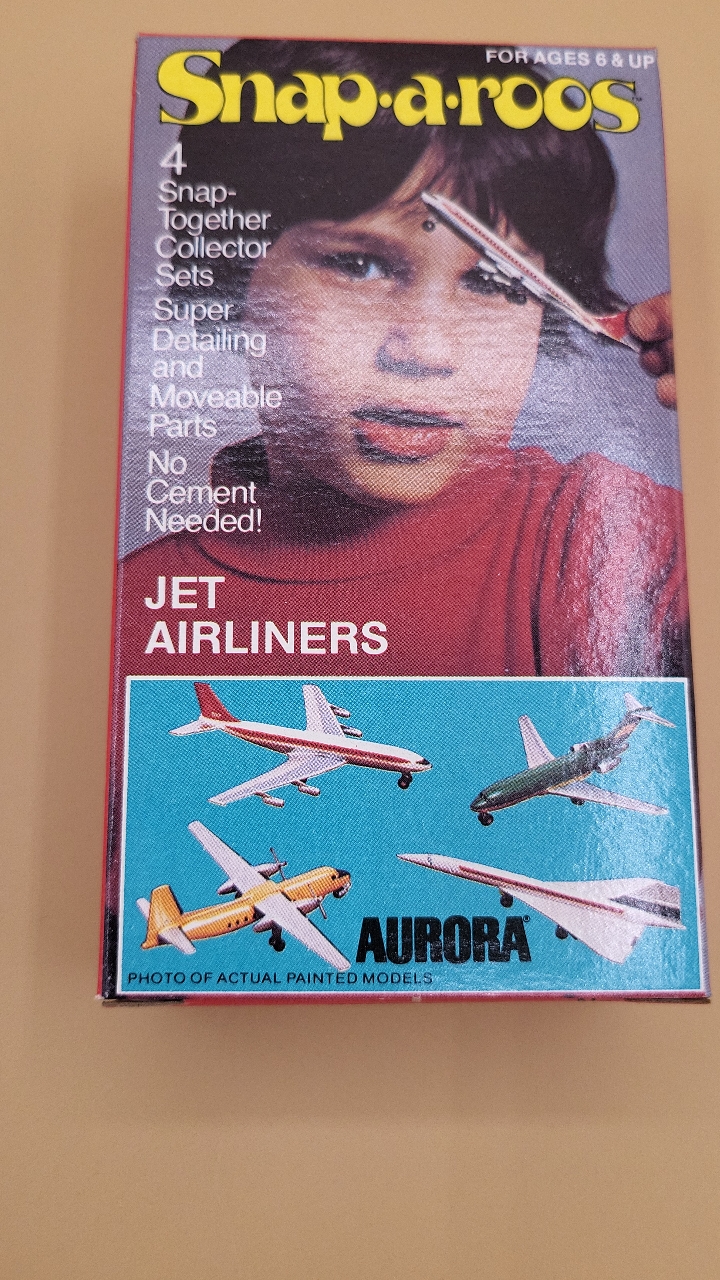 FOR AGES 6 & UP
Snap·a·roos™
4
Snap-
Together
Collector
Sets
Super
Detailing
and
Moveable
Parts
No
Cement
Needed!
JET
AIRLINERS
AURORA®
PHOTO OF ACTUAL PAINTED MODELS